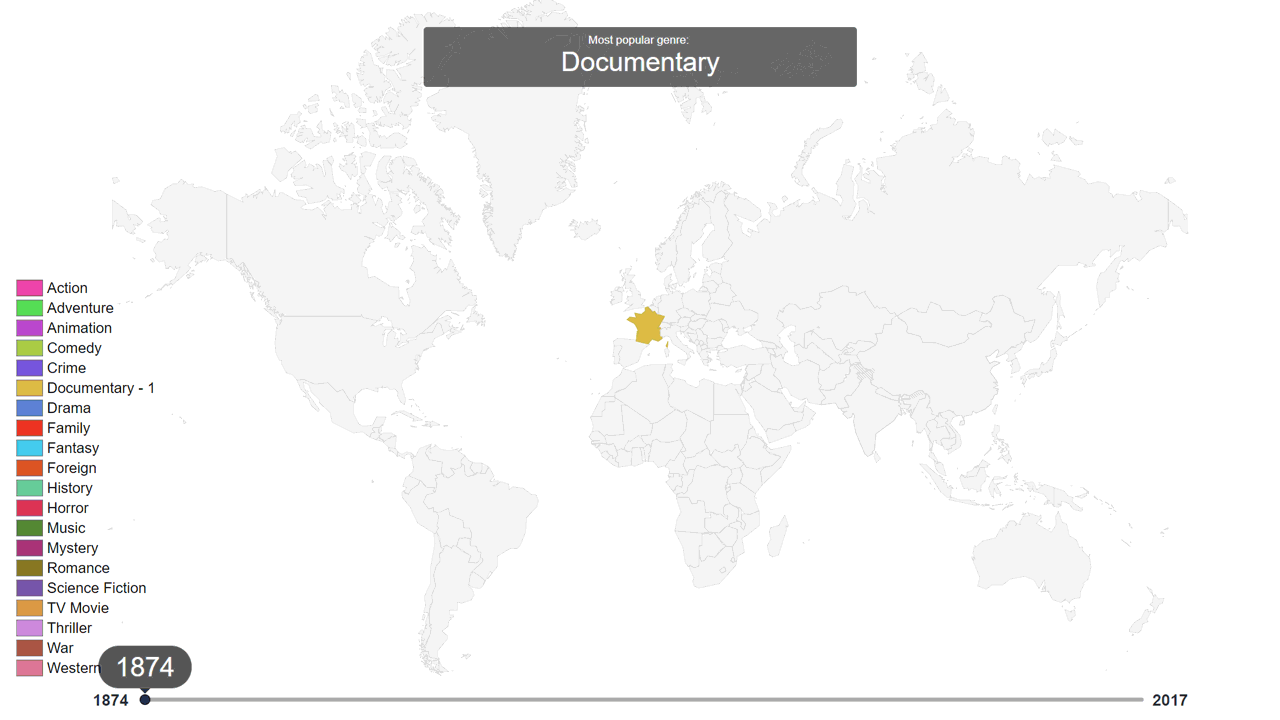 Most popular genre:
Documentary
Action
Adventure
Animation
Comedy
Crime
Documentary - 1
Drama
Family
Fantasy
Foreign
History
Horror
Music
Mystery
Romance
Science Fiction
TV Movie
Thriller
War
Western
1874
1874
2017